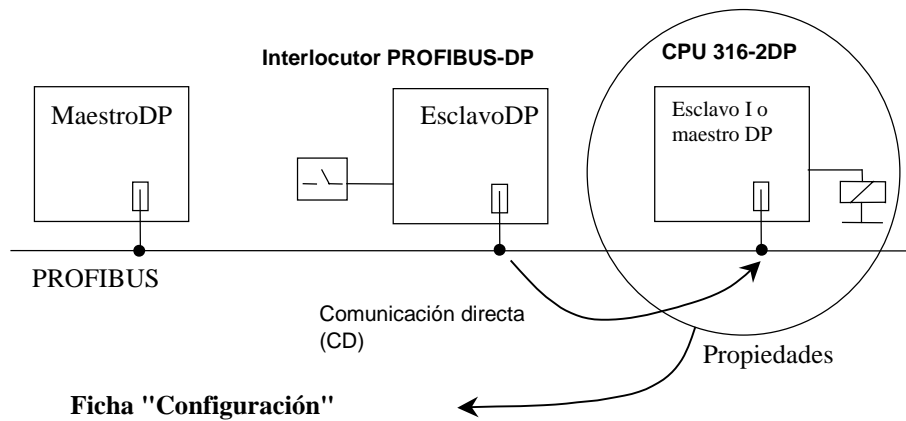 Interlocutor PROFIBUS-DP
CPU 316-2DP
MaestroDP
EsclavoDP
Esclavo I o
maestro DP
PROFIBUS
Comunicación directa
(CD)
Propiedades
Ficha "Configuración"